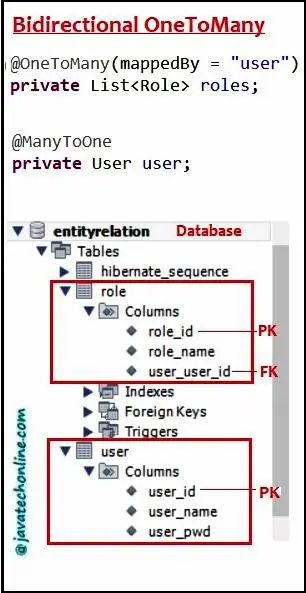 Bidirectional OneToMany
@OneToMany(mappedBy = "user")
private List<Role> roles;
@ManyToOne
private User user;
entityrelation Database
Tables
hibernate_sequence
role
Columns
role_id PK
role_name
user_user_id FK
Indexes
Foreign Keys
Triggers
user
Columns
user_id PK
user_name
user_pwd
@javatechonline.com